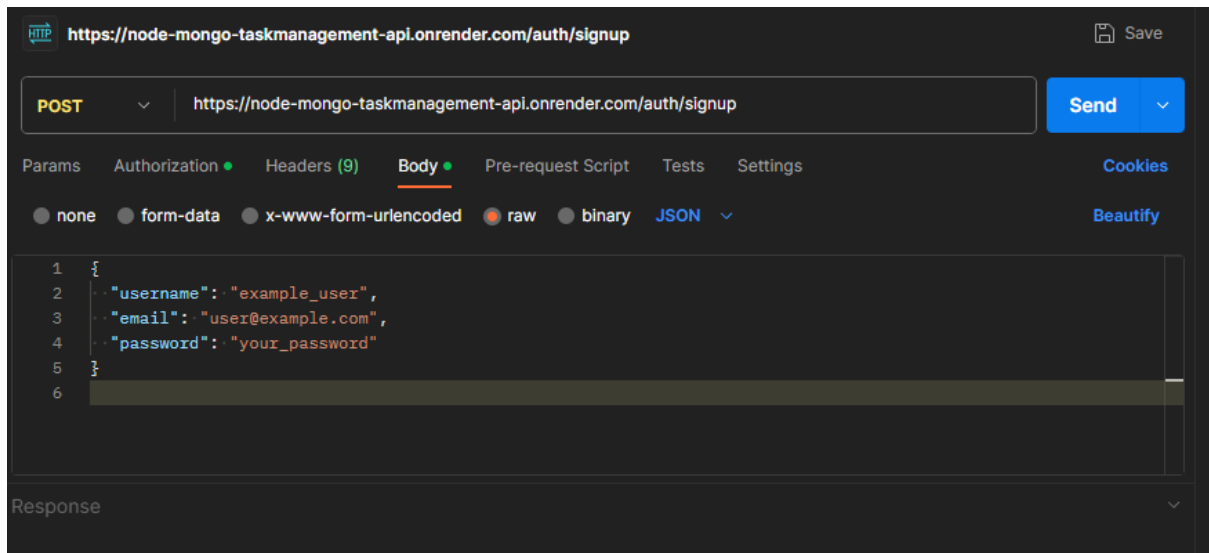 HTTP https://node-mongo-taskmanagement-api.onrender.com/auth/signup Save
POST https://node-mongo-taskmanagement-api.onrender.com/auth/signup Send
Params Authorization Headers (9) Body Pre-request Script Tests Settings Cookies
none form-data x-www-form-urlencoded raw binary JSON Beautify
1 {
2 "username": "example_user",
3 "email": "user@example.com",
4 "password": "your_password"
5 }
6
Response